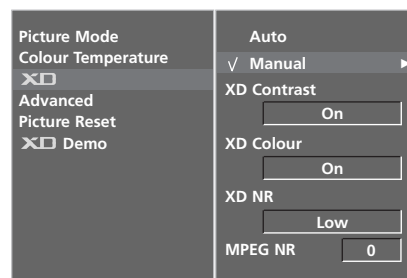 Picture Mode
Colour Temperature
XD
Advanced
Picture Reset
XD Demo
Auto
√ Manual
XD Contrast
On
XD Colour
On
XD NR
Low
MPEG NR 0